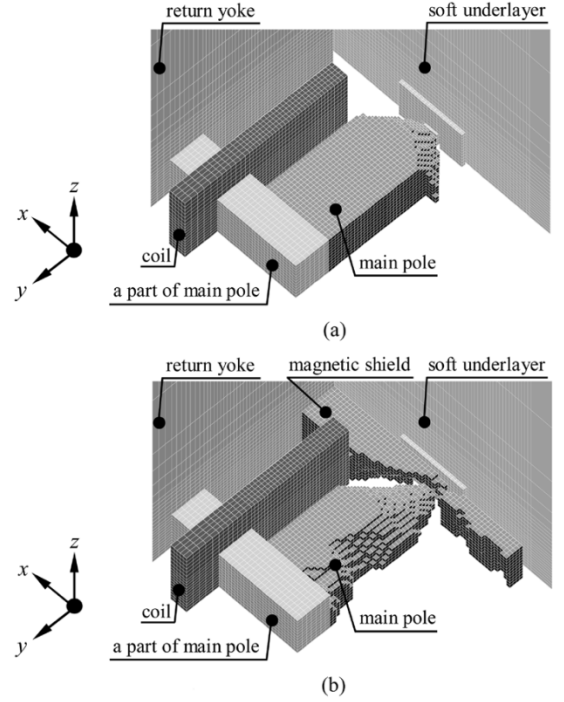 return yoke
soft underlayer
z
x
y
coil
main pole
a part of main pole
(a)
return yoke
magnetic shield
soft underlayer
z
x
y
coil
main pole
a part of main pole
(b)